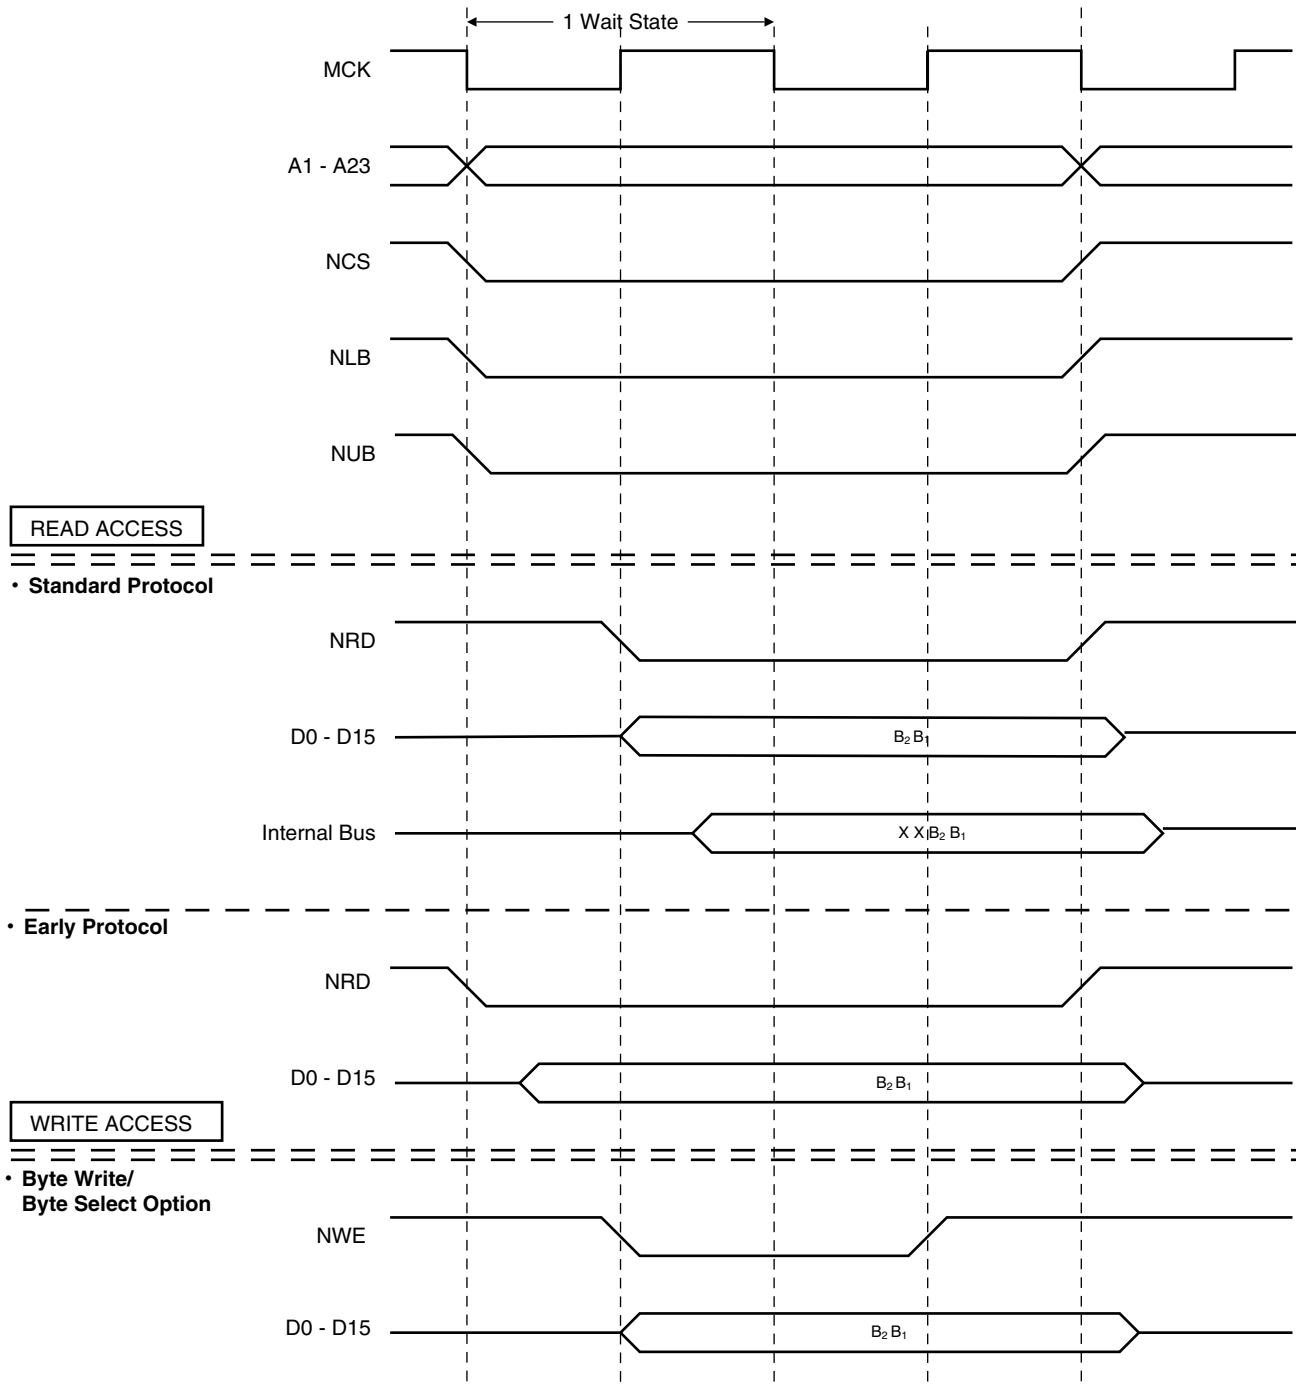 1 Wait State
MCK
A1 - A23
NCS
NLB
NUB
READ ACCESS
• Standard Protocol
NRD
D0 - D15
B₂ B₁
Internal Bus
X X B₂ B₁
• Early Protocol
NRD
D0 - D15
B₂ B₁
WRITE ACCESS
• Byte Write/
Byte Select Option
NWE
D0 - D15
B₂ B₁